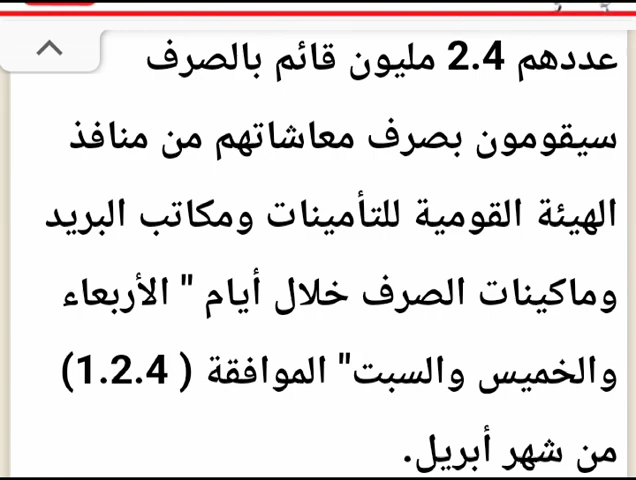 عددهم 2.4 مليون قائم بالصرف
سيقومون بصرف معاشاتهم من منافذ
الهيئة القومية للتأمينات ومكاتب البريد
وماكينات الصرف خلال أيام " الأربعاء
والخميس والسبت" الموافقة ( 1.2.4)
من شهر أبريل.